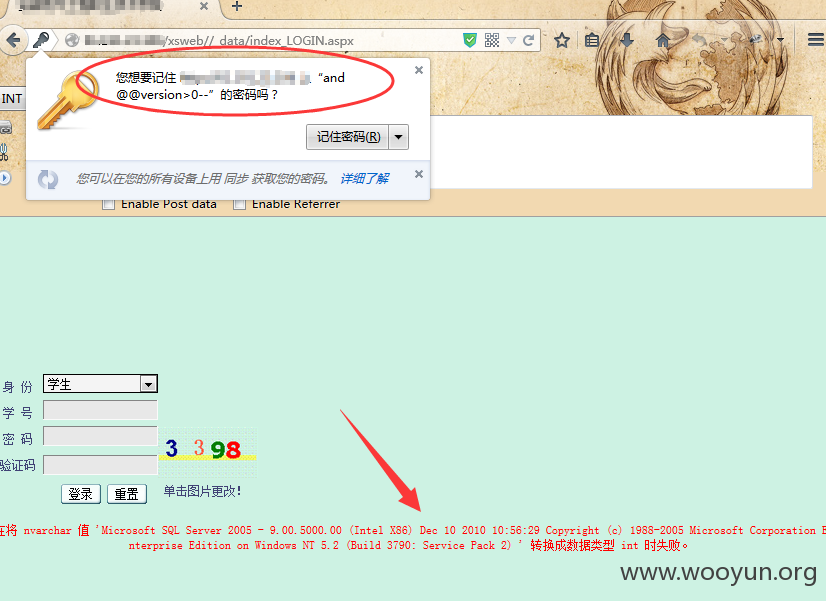 /xsweb//_data/index_LOGIN.aspx
您想要记住
、“and
@@version>0--”的密码吗？
INT
记住密码(R)
您可以在您的所有设备上用 同步 获取您的密码。 详细了解
Enable Post data Enable Referrer
身 份 学生
学 号
密 码
验证码
3 3 9 8
登录 重置 单击图片更改!
在将 nvarchar 值 'Microsoft SQL Server 2005 - 9.00.5000.00 (Intel X86) Dec 10 2010 10:56:29 Copyright (c) 1988-2005 Microsoft Corporation E
nterprise Edition on Windows NT 5.2 (Build 3790: Service Pack 2) ' 转换成数据类型 int 时失败。
www.wooyun.org